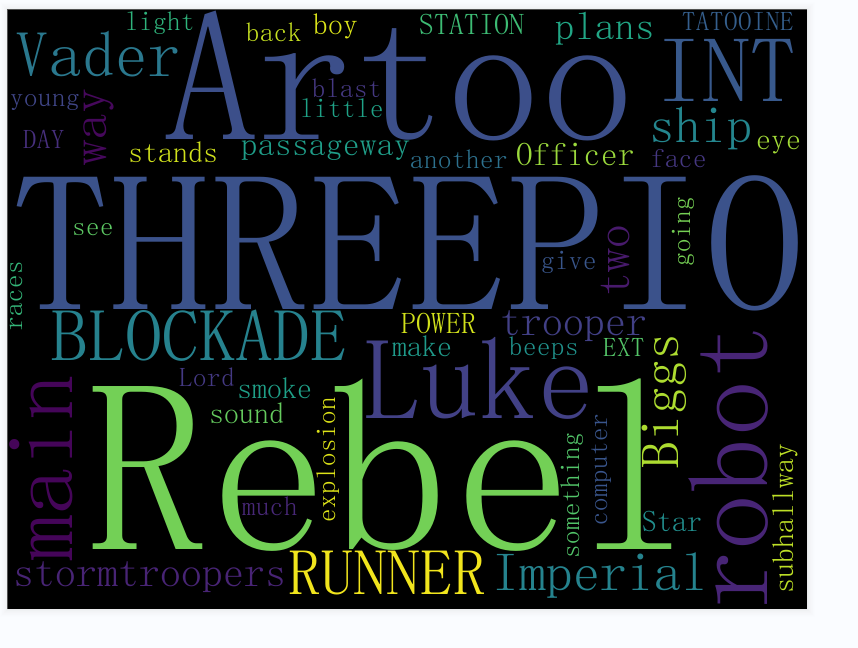 light
back
boy
STATION
plans
TATOOINE
Vader
Artoo
INT
young
way
blast
little
DAY
ship
eye
stands
passageway
another
Officer
face
THREEPIO
see
give
two
going
races
BLOCKADE
POWER
trooper
make
beeps
EXT
Luke
Biggs
robot
main
Lord
smoke
sound
explosion
Rebel
much
something
computer
Star
subhallway
stormtroopers
RUNNER
Imperial